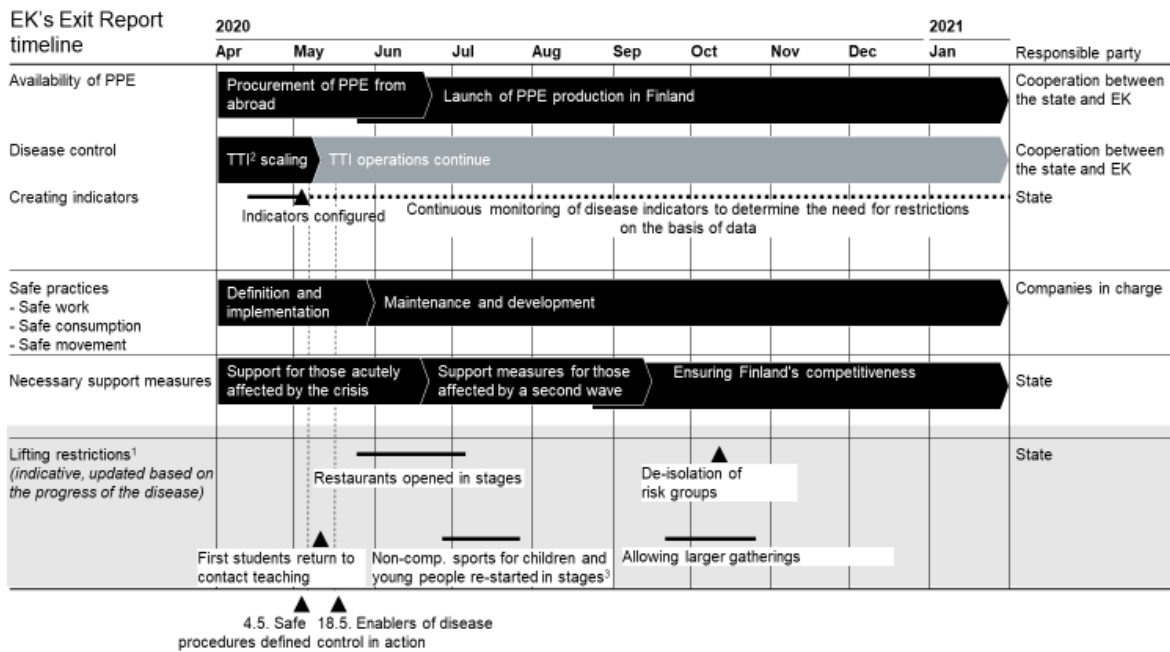 EK's Exit Report
timeline
2020
2021
Apr May Jun Jul Aug Sep Oct Nov Dec Jan
Responsible party
Availability of PPE
Procurement of PPE from
abroad
Launch of PPE production in Finland
Cooperation between
the state and EK
Disease control
TTI² scaling
TTI operations continue
Cooperation between
the state and EK
Creating indicators
Indicators configured
Continuous monitoring of disease indicators to determine the need for restrictions
on the basis of data
State
Safe practices
- Safe work
- Safe consumption
- Safe movement
Definition and
implementation
Maintenance and development
Companies in charge
Necessary support measures
Support for those acutely
affected by the crisis
Support measures for those
affected by a second wave
Ensuring Finland's competitiveness
State
Lifting restrictions¹
(indicative, updated based on
the progress of the disease)
Restaurants opened in stages
De-isolation of
risk groups
State
First students return to
contact teaching
Non-comp. sports for children and
young people re-started in stages³
Allowing larger gatherings
4.5. Safe
procedures defined
18.5. Enablers of disease
control in action